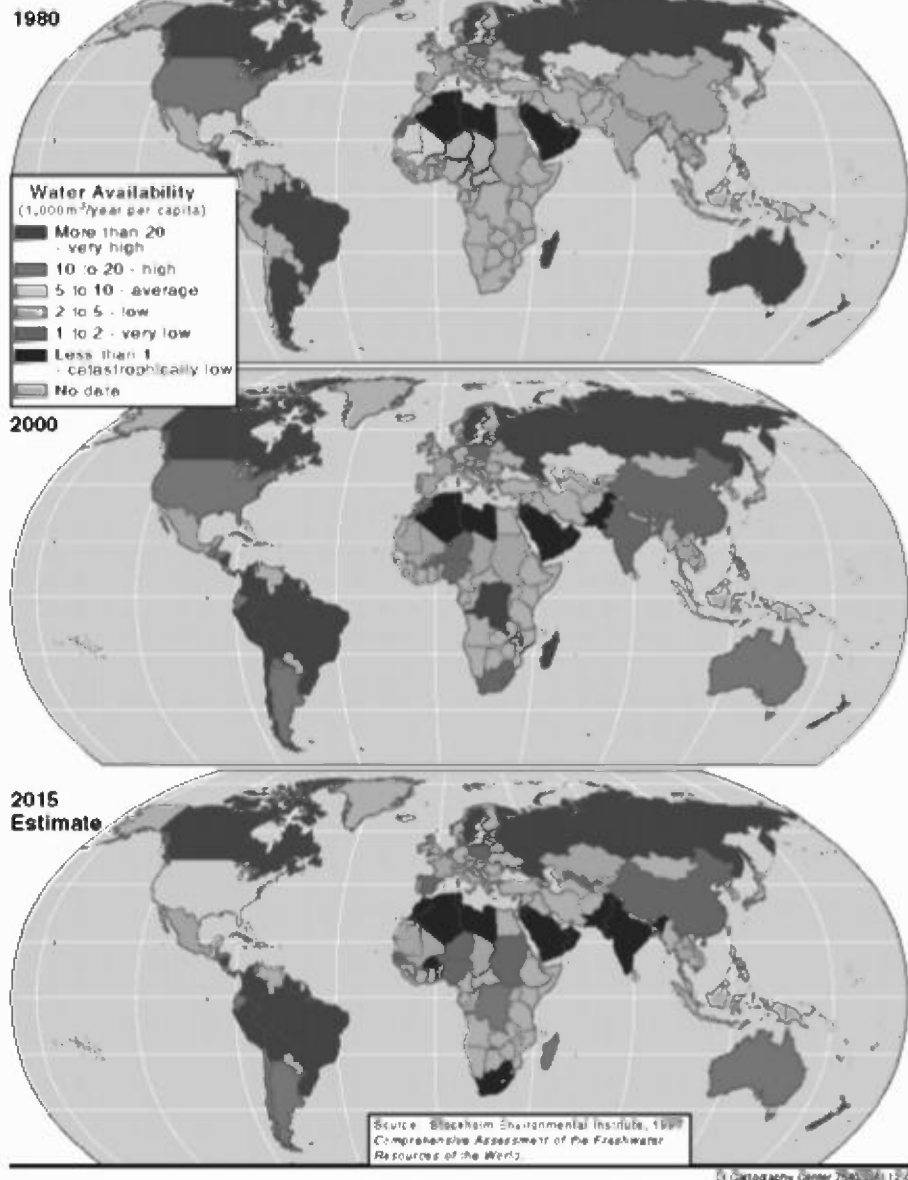 1980
Water Availability
(1,000m³/year per capita)
More than 20
- very high
10 to 20 - high
5 to 10 - average
2 to 5 - low
1 to 2 - very low
Less than 1
- catastrophically low
No data
2000
2015
Estimate
Source: Stockholm Environmental Institute, 1997
Comprehensive Assessment of the Freshwater
Resources of the World.
Cartography Center